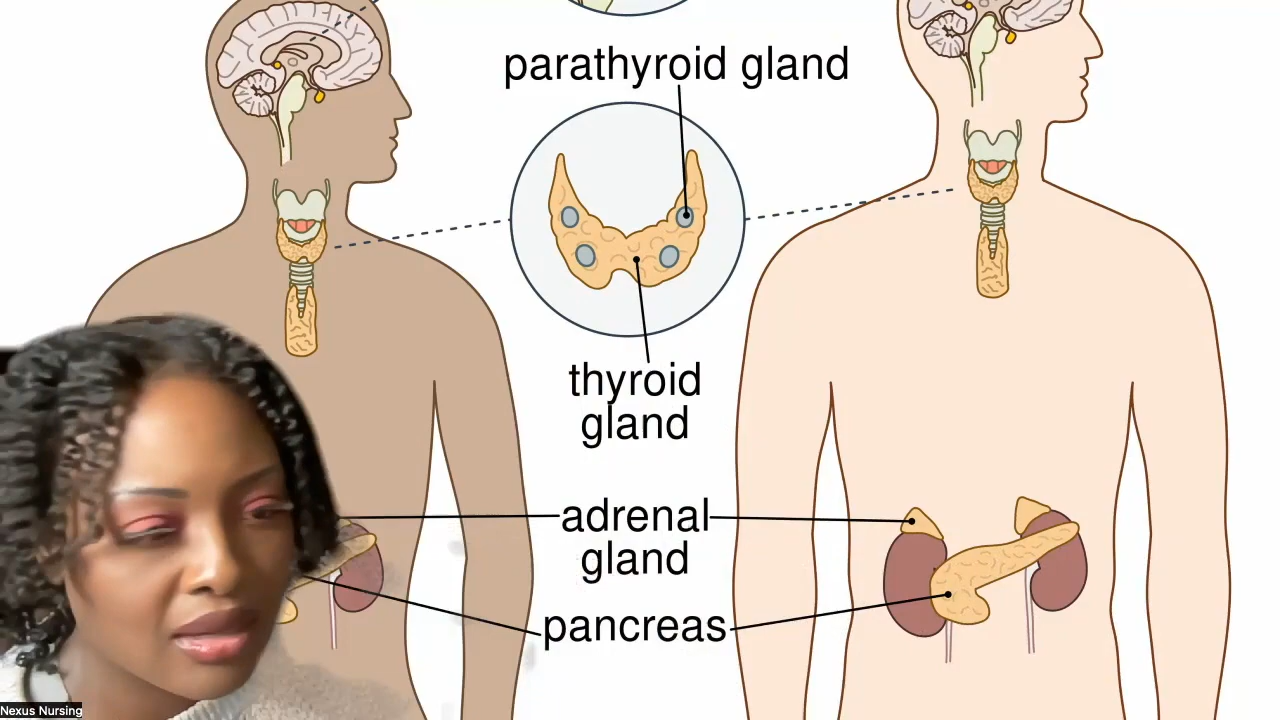 parathyroid gland
thyroid
gland
adrenal
gland
pancreas
Nexus Nursing